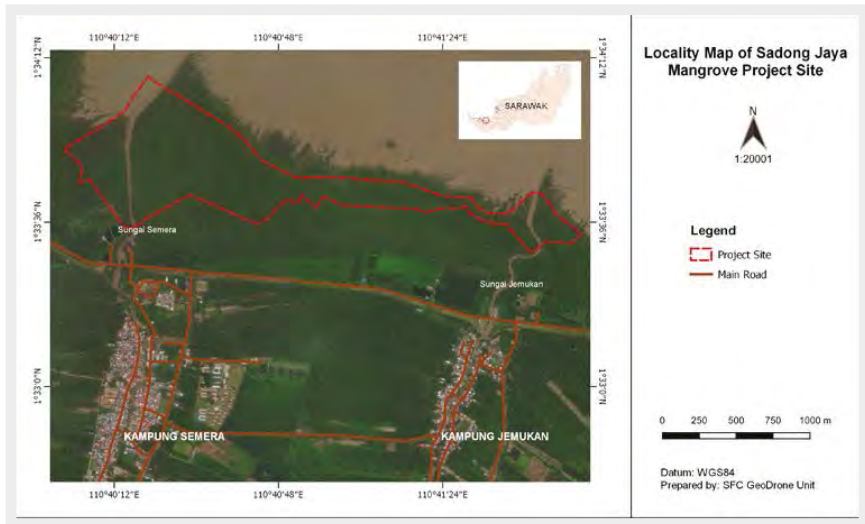 110°40'12"E 110°40'48"E 110°41'24"E
1°34'12"N
1°34'12"N
SARAWAK
1°33'36"N
1°33'36"N
Sungai Semera
Sungai Jemukan
1°33'0"N
1°33'0"N
KAMPUNG SEMERA
KAMPUNG JEMUKAN
110°40'12"E 110°40'48"E 110°41'24"E
Locality Map of Sadong Jaya
Mangrove Project Site
N
1:20001
Legend
Project Site
Main Road
0 250 500 750 1000 m
Datum: WGS84
Prepared by: SFC GeoDrone Unit